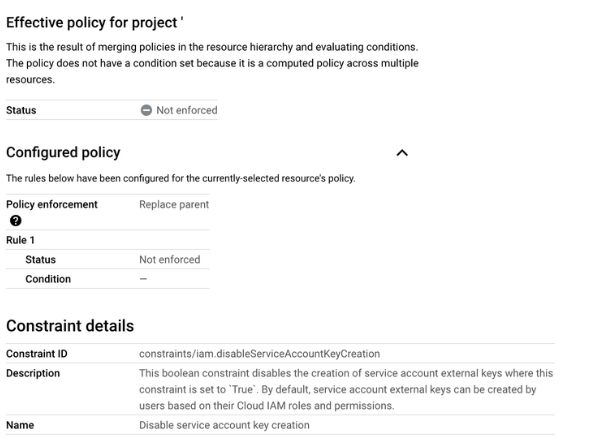 Effective policy for project '
This is the result of merging policies in the resource hierarchy and evaluating conditions.
The policy does not have a condition set because it is a computed policy across multiple
resources.
Status Not enforced
Configured policy
The rules below have been configured for the currently-selected resource's policy.
Policy enforcement Replace parent
?
Rule 1
Status Not enforced
Condition —
Constraint details
Constraint ID constraints/iam.disableServiceAccountKeyCreation
Description This boolean constraint disables the creation of service account external keys where this
constraint is set to `True`. By default, service account external keys can be created by
users based on their Cloud IAM roles and permissions.
Name Disable service account key creation